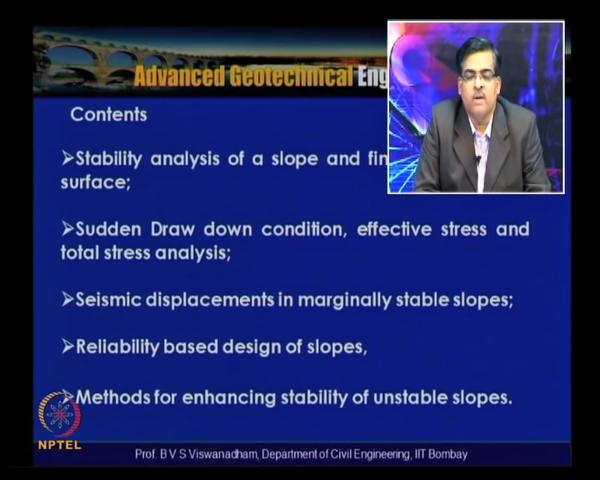 Advanced Geotechnical Eng
Contents
➢Stability analysis of a slope and fin
surface;
➢Sudden Draw down condition, effective stress and
total stress analysis;
➢Seismic displacements in marginally stable slopes;
➢Reliability based design of slopes,
➢Methods for enhancing stability of unstable slopes.
NPTEL
Prof. B V S Viswanadham, Department of Civil Engineering, IIT Bombay